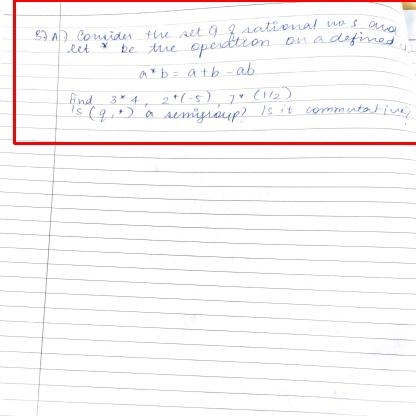 3) A) Consider the set Q of rational no s and
let * be the operation on a defined
a * b = a + b - ab
Find 3 * 4 , 2 * (-5) , 7 * (1/2)
Is (q, *) a semigroup? Is it commutative?